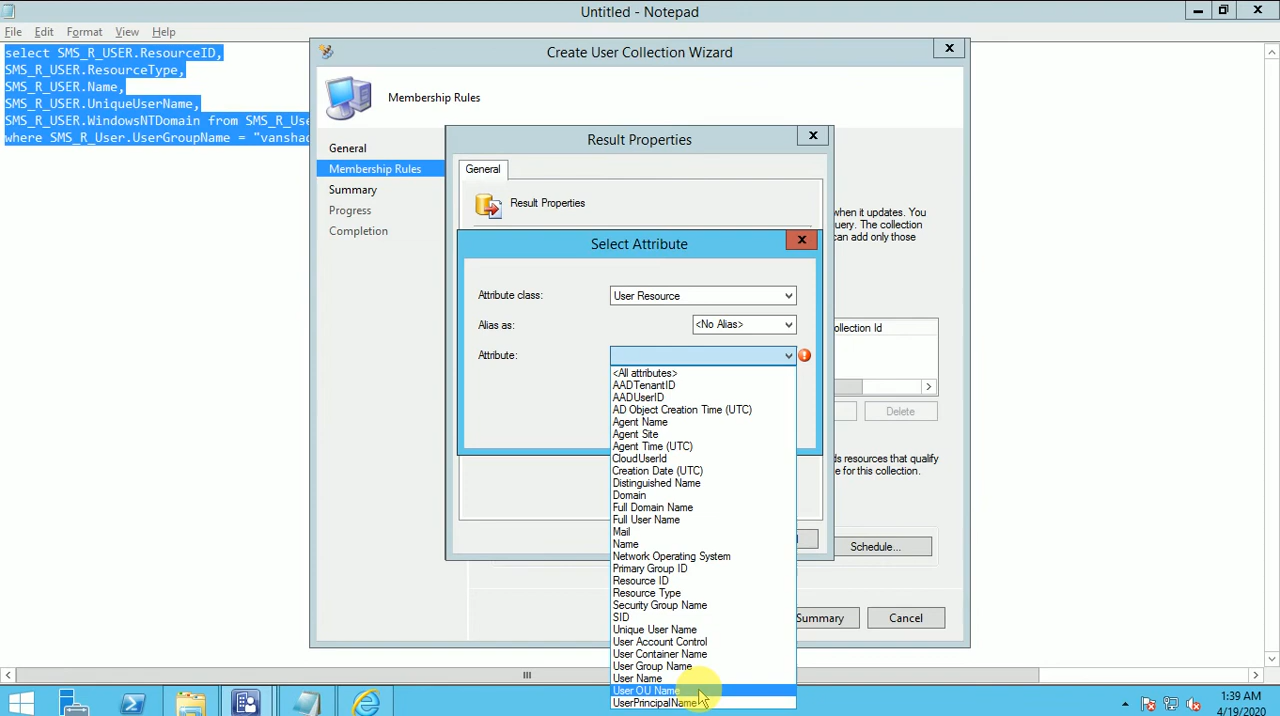 Untitled - Notepad
File Edit Format View Help
select SMS_R_USER.ResourceID,
SMS_R_USER.ResourceType,
SMS_R_USER.Name,
SMS_R_USER.UniqueUserName,
SMS_R_USER.WindowsNTDomain from
where SMS_R_User.UserGroupName =
Create User Collection Wizard
Membership Rules
General
Membership Rules
Summary
Progress
Completion
Result Properties
General
Result Properties
when it updates. You
query. The collection
can add only those
Select Attribute
Attribute class: User Resource
Alias as: <No Alias>
Attribute:
<All attributes>
AADTenantID
AADUserID
AD Object Creation Time (UTC)
Agent Name
Agent Site
Agent Time (UTC)
CloudUserId
Creation Date (UTC)
Distinguished Name
Domain
Full Domain Name
Full User Name
Mail
Name
Network Operating System
Primary Group ID
Resource ID
Resource Type
Security Group Name
SID
Unique User Name
User Account Control
User Container Name
User Group Name
User Name
User OU Name
UserPrincipalName
Id
Delete
resources that qualify
for this collection.
Schedule...
Summary
Cancel
1:39 AM
4/19/2020